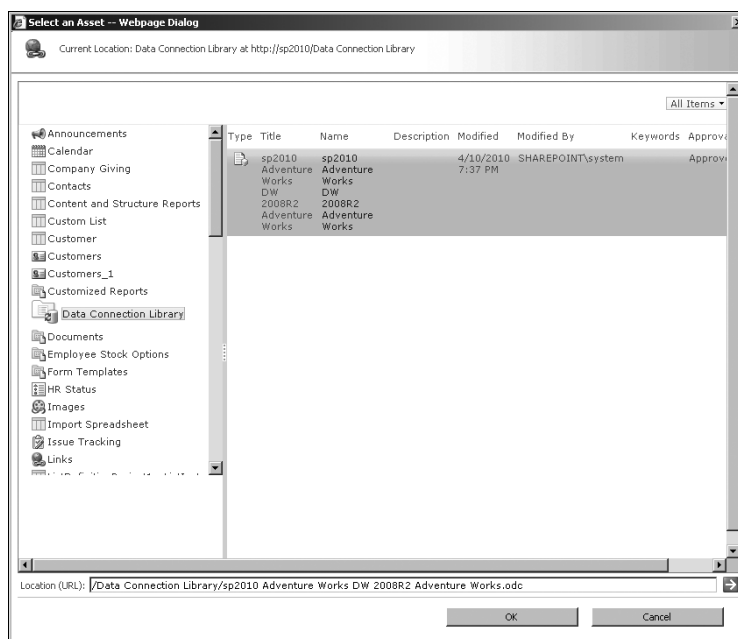 Select an Asset -- Webpage Dialog
Current Location: Data Connection Library at http://sp2010/Data Connection Library
All Items
Announcements
Calendar
Company Giving
Contacts
Content and Structure Reports
Custom List
Customer
Customers
Customers_1
Customized Reports
Data Connection Library
Documents
Employee Stock Options
Form Templates
HR Status
Images
Import Spreadsheet
Issue Tracking
Links
Type Title Name Description Modified Modified By Keywords Approva
sp2010 sp2010 4/10/2010 SHAREPOINT\system Approv
Adventure Adventure 7:37 PM
Works Works
DW DW
2008R2 2008R2
Adventure Adventure
Works Works
Location (URL): /Data Connection Library/sp2010 Adventure Works DW 2008R2 Adventure Works.odc
OK Cancel